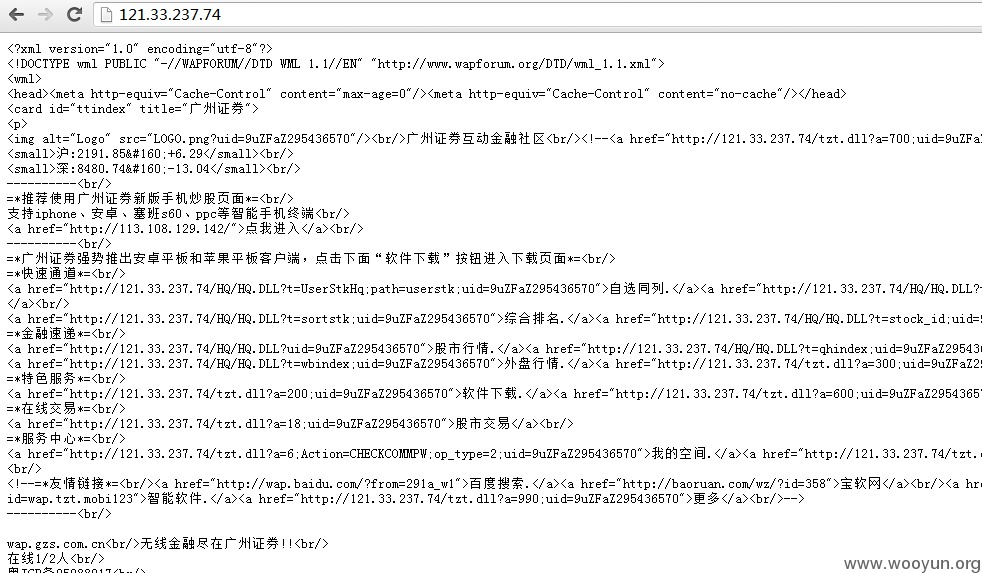 121.33.237.74
<?xml version="1.0" encoding="utf-8"?>
<!DOCTYPE wml PUBLIC "-//WAPFORUM//DTD WML 1.1//EN" "http://www.wapforum.org/DTD/wml_1.1.xml">
<wml>
<head><meta http-equiv="Cache-Control" content="max-age=0"/><meta http-equiv="Cache-Control" content="no-cache"/></head>
<card id="ttindex" title="广州证券">
<p>
<img alt="Logo" src="LOGO.png?uid=9uZFaZ295436570"/><br/>广州证券互动金融社区<br/><!--<a href="http://121.33.237.74/tzt.dll?a=700;uid=9uZFaZ
<small>沪:2191.85&#160;+6.29</small><br/>
<small>深:8480.74&#160;-13.04</small><br/>
----------<br/>
=*推荐使用广州证券新版手机炒股页面*=<br/>
支持iphone、安卓、塞班s60、ppc等智能手机终端<br/>
<a href="http://113.108.129.142/">点我进入</a><br/>
----------<br/>
=*广州证券强势推出安卓平板和苹果平板客户端，点击下面“软件下载”按钮进入下载页面*=<br/>
=*快速通道*=<br/>
<a href="http://121.33.237.74/HQ/HQ.DLL?t=UserStkHq;path=userstk;uid=9uZFaZ295436570">自选同列.</a><a href="http://121.33.237.74/HQ/HQ.DLL?t
</a><br/>
<a href="http://121.33.237.74/HQ/HQ.DLL?t=sortstk;uid=9uZFaZ295436570">综合排名.</a><a href="http://121.33.237.74/HQ/HQ.DLL?t=stock_id;uid=9
=*金融速递*=<br/>
<a href="http://121.33.237.74/HQ/HQ.DLL?uid=9uZFaZ295436570">股市行情.</a><a href="http://121.33.237.74/HQ/HQ.DLL?t=qhindex;uid=9uZFaZ29
<a href="http://121.33.237.74/HQ/HQ.DLL?t=wbindex;uid=9uZFaZ295436570">外盘行情.</a><a href="http://121.33.237.74/tzt.dll?a=300;uid=9uZFaZ29
=*特色服务*=<br/>
<a href="http://121.33.237.74/tzt.dll?a=200;uid=9uZFaZ295436570">软件下载.</a><a href="http://121.33.237.74/tzt.dll?a=600;uid=9uZFaZ2954365
=*在线交易*=<br/>
<a href="http://121.33.237.74/tzt.dll?a=18;uid=9uZFaZ295436570">股市交易</a><br/>
=*服务中心*=<br/>
<a href="http://121.33.237.74/tzt.dll?a=6;Action=CHECKCOMMPW;op_type=2;uid=9uZFaZ295436570">我的空间.</a><a href="http://121.33.237.74/tzt.d
<br/>
<!--=*友情链接*=<br/><a href="http://wap.baidu.com/?from=291a_w1">百度搜索.</a><a href="http://baoruan.com/wz/?id=358">宝软网</a><br/><a hre
id=wap.tzt.mobi123">智能软件.</a><a href="http://121.33.237.74/tzt.dll?a=990;uid=9uZFaZ295436570">更多</a><br/>-->
----------<br/>
wap.gzs.com.cn<br/>无线金融尽在广州证券!!<br/>
在线1/2人<br/>
www.wooyun.org